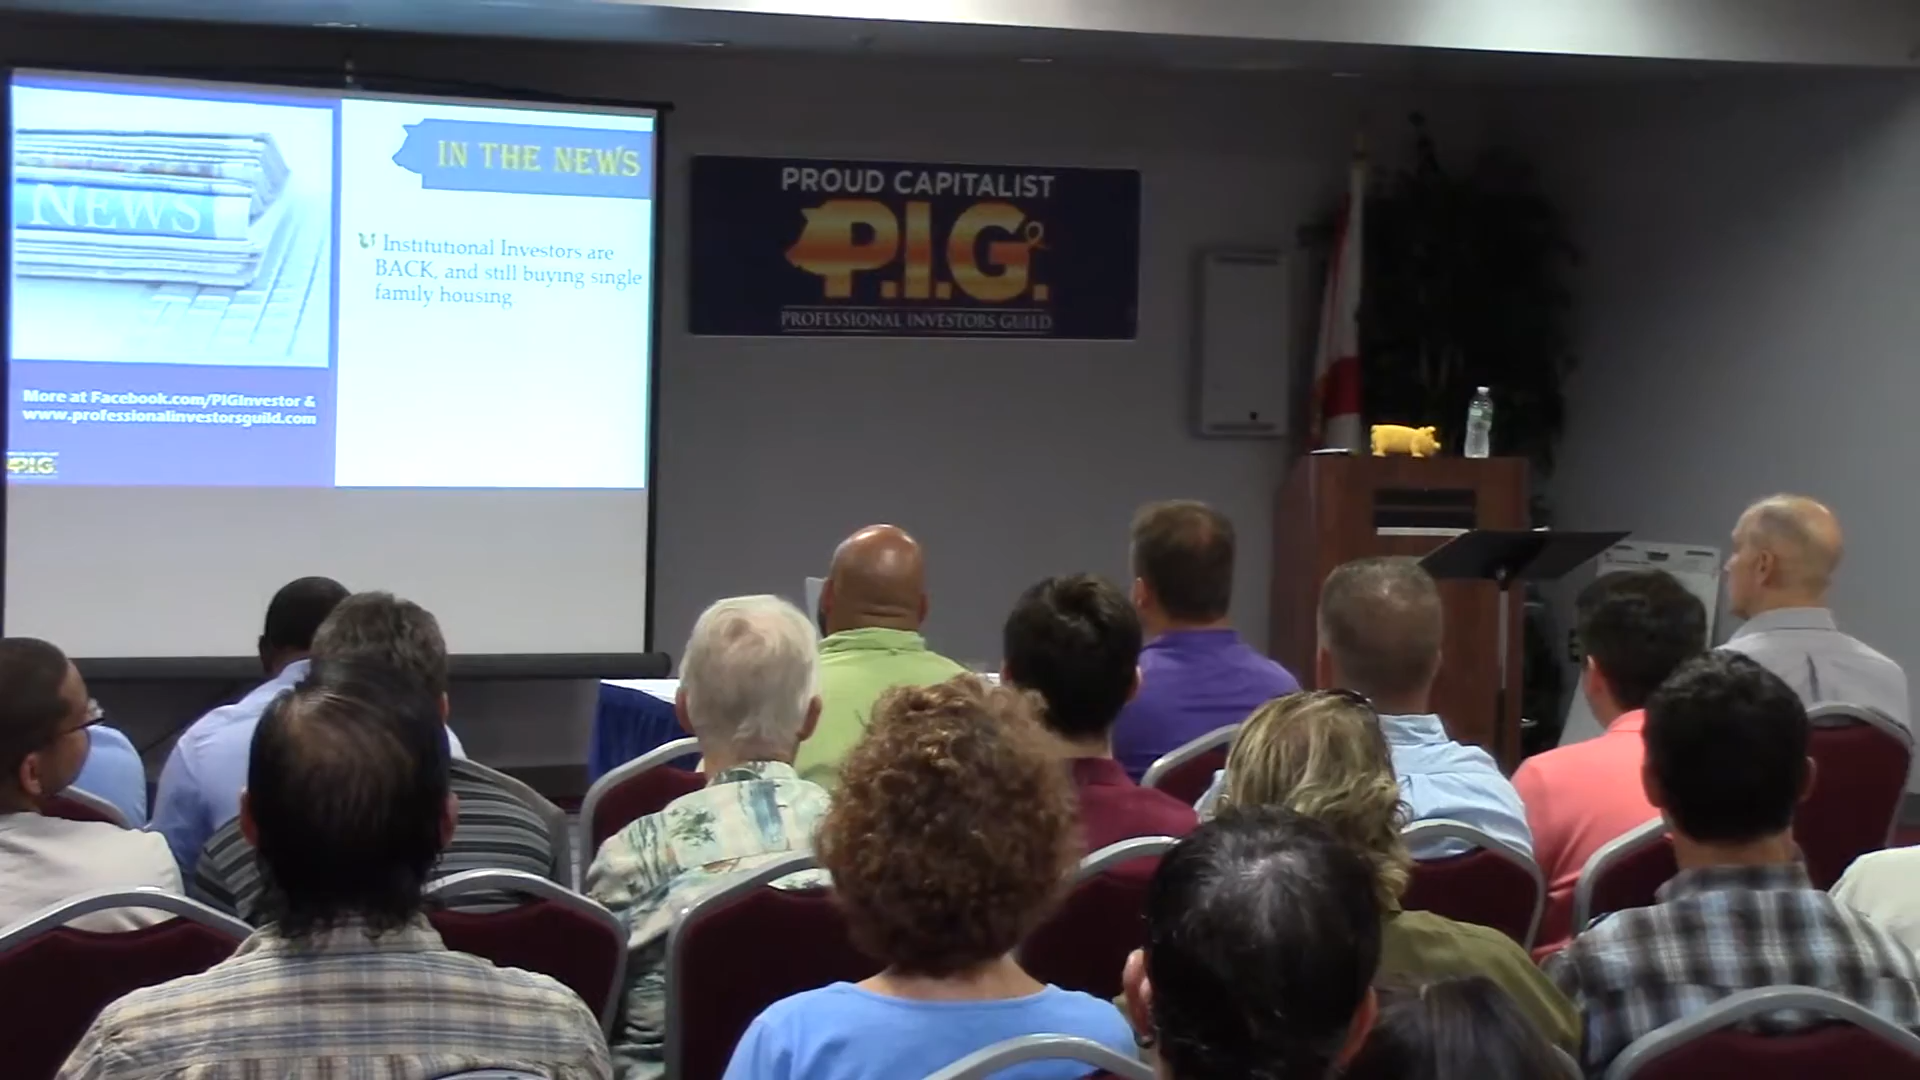 NEWS
IN THE NEWS
Institutional Investors are
BACK, and still buying single
family housing
More at Facebook.com/PIGInvestor &
www.professionalinvestorsguild.com
P.I.G.
PROUD CAPITALIST
P.I.G.
PROFESSIONAL INVESTORS GUILD